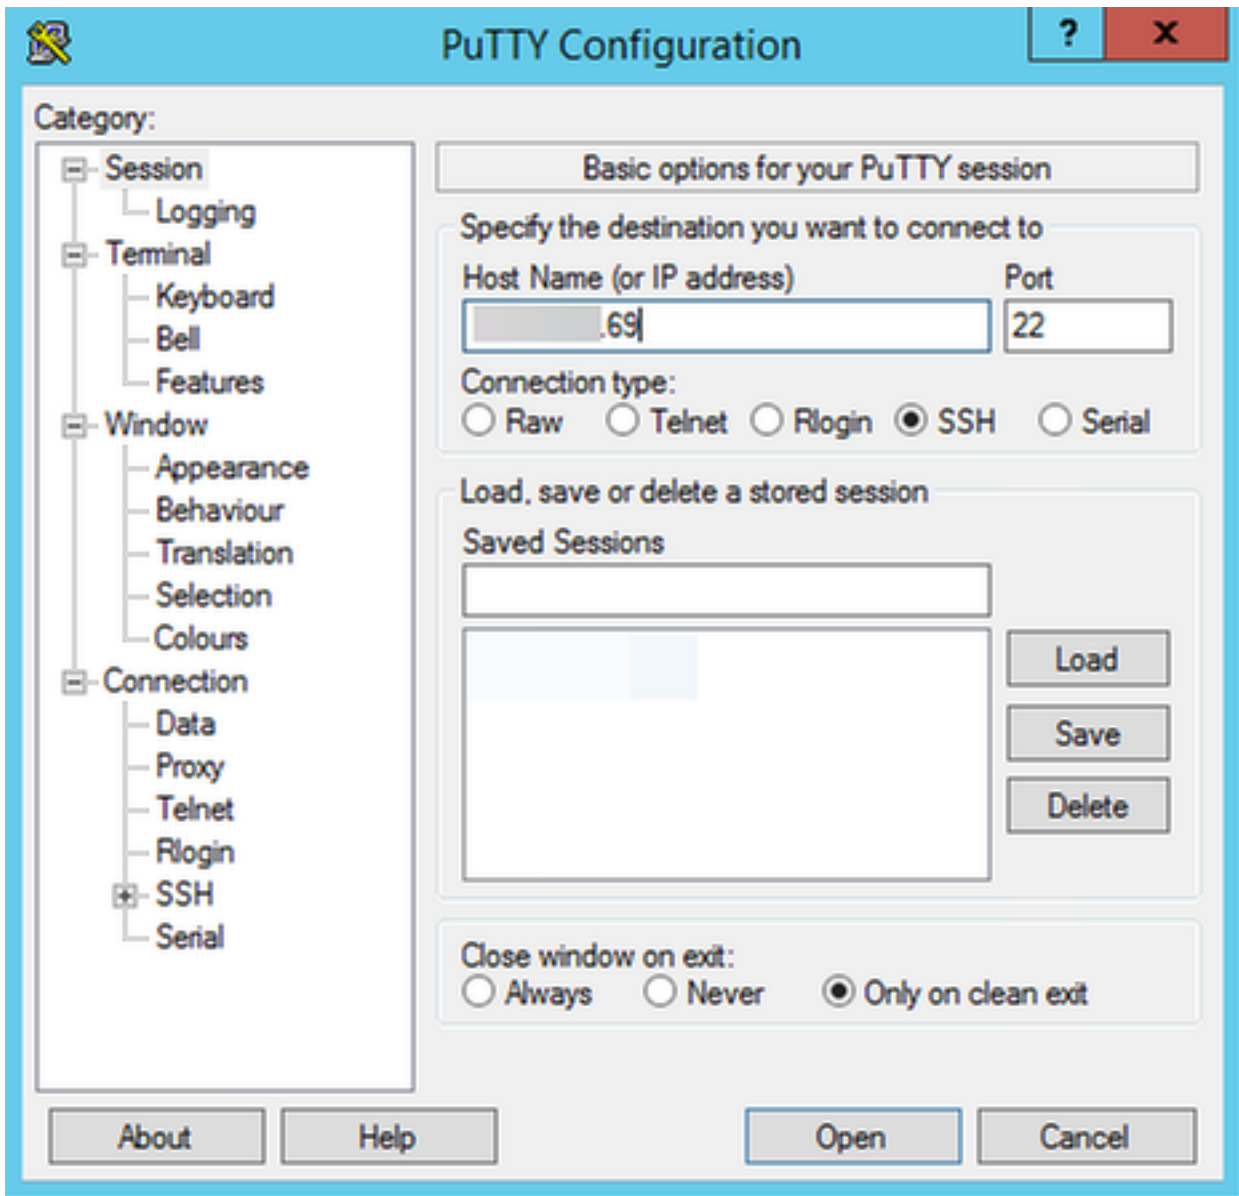 PuTTY Configuration
? x
Category:
Session
Logging
Terminal
Keyboard
Bell
Features
Window
Appearance
Behaviour
Translation
Selection
Colours
Connection
Data
Proxy
Telnet
Rlogin
SSH
Serial
Basic options for your PuTTY session
Specify the destination you want to connect to
Host Name (or IP address) Port
.69 22
Connection type:
Raw Telnet Rlogin SSH Serial
Load, save or delete a stored session
Saved Sessions
Load
Save
Delete
Close window on exit:
Always Never Only on clean exit
About Help Open Cancel